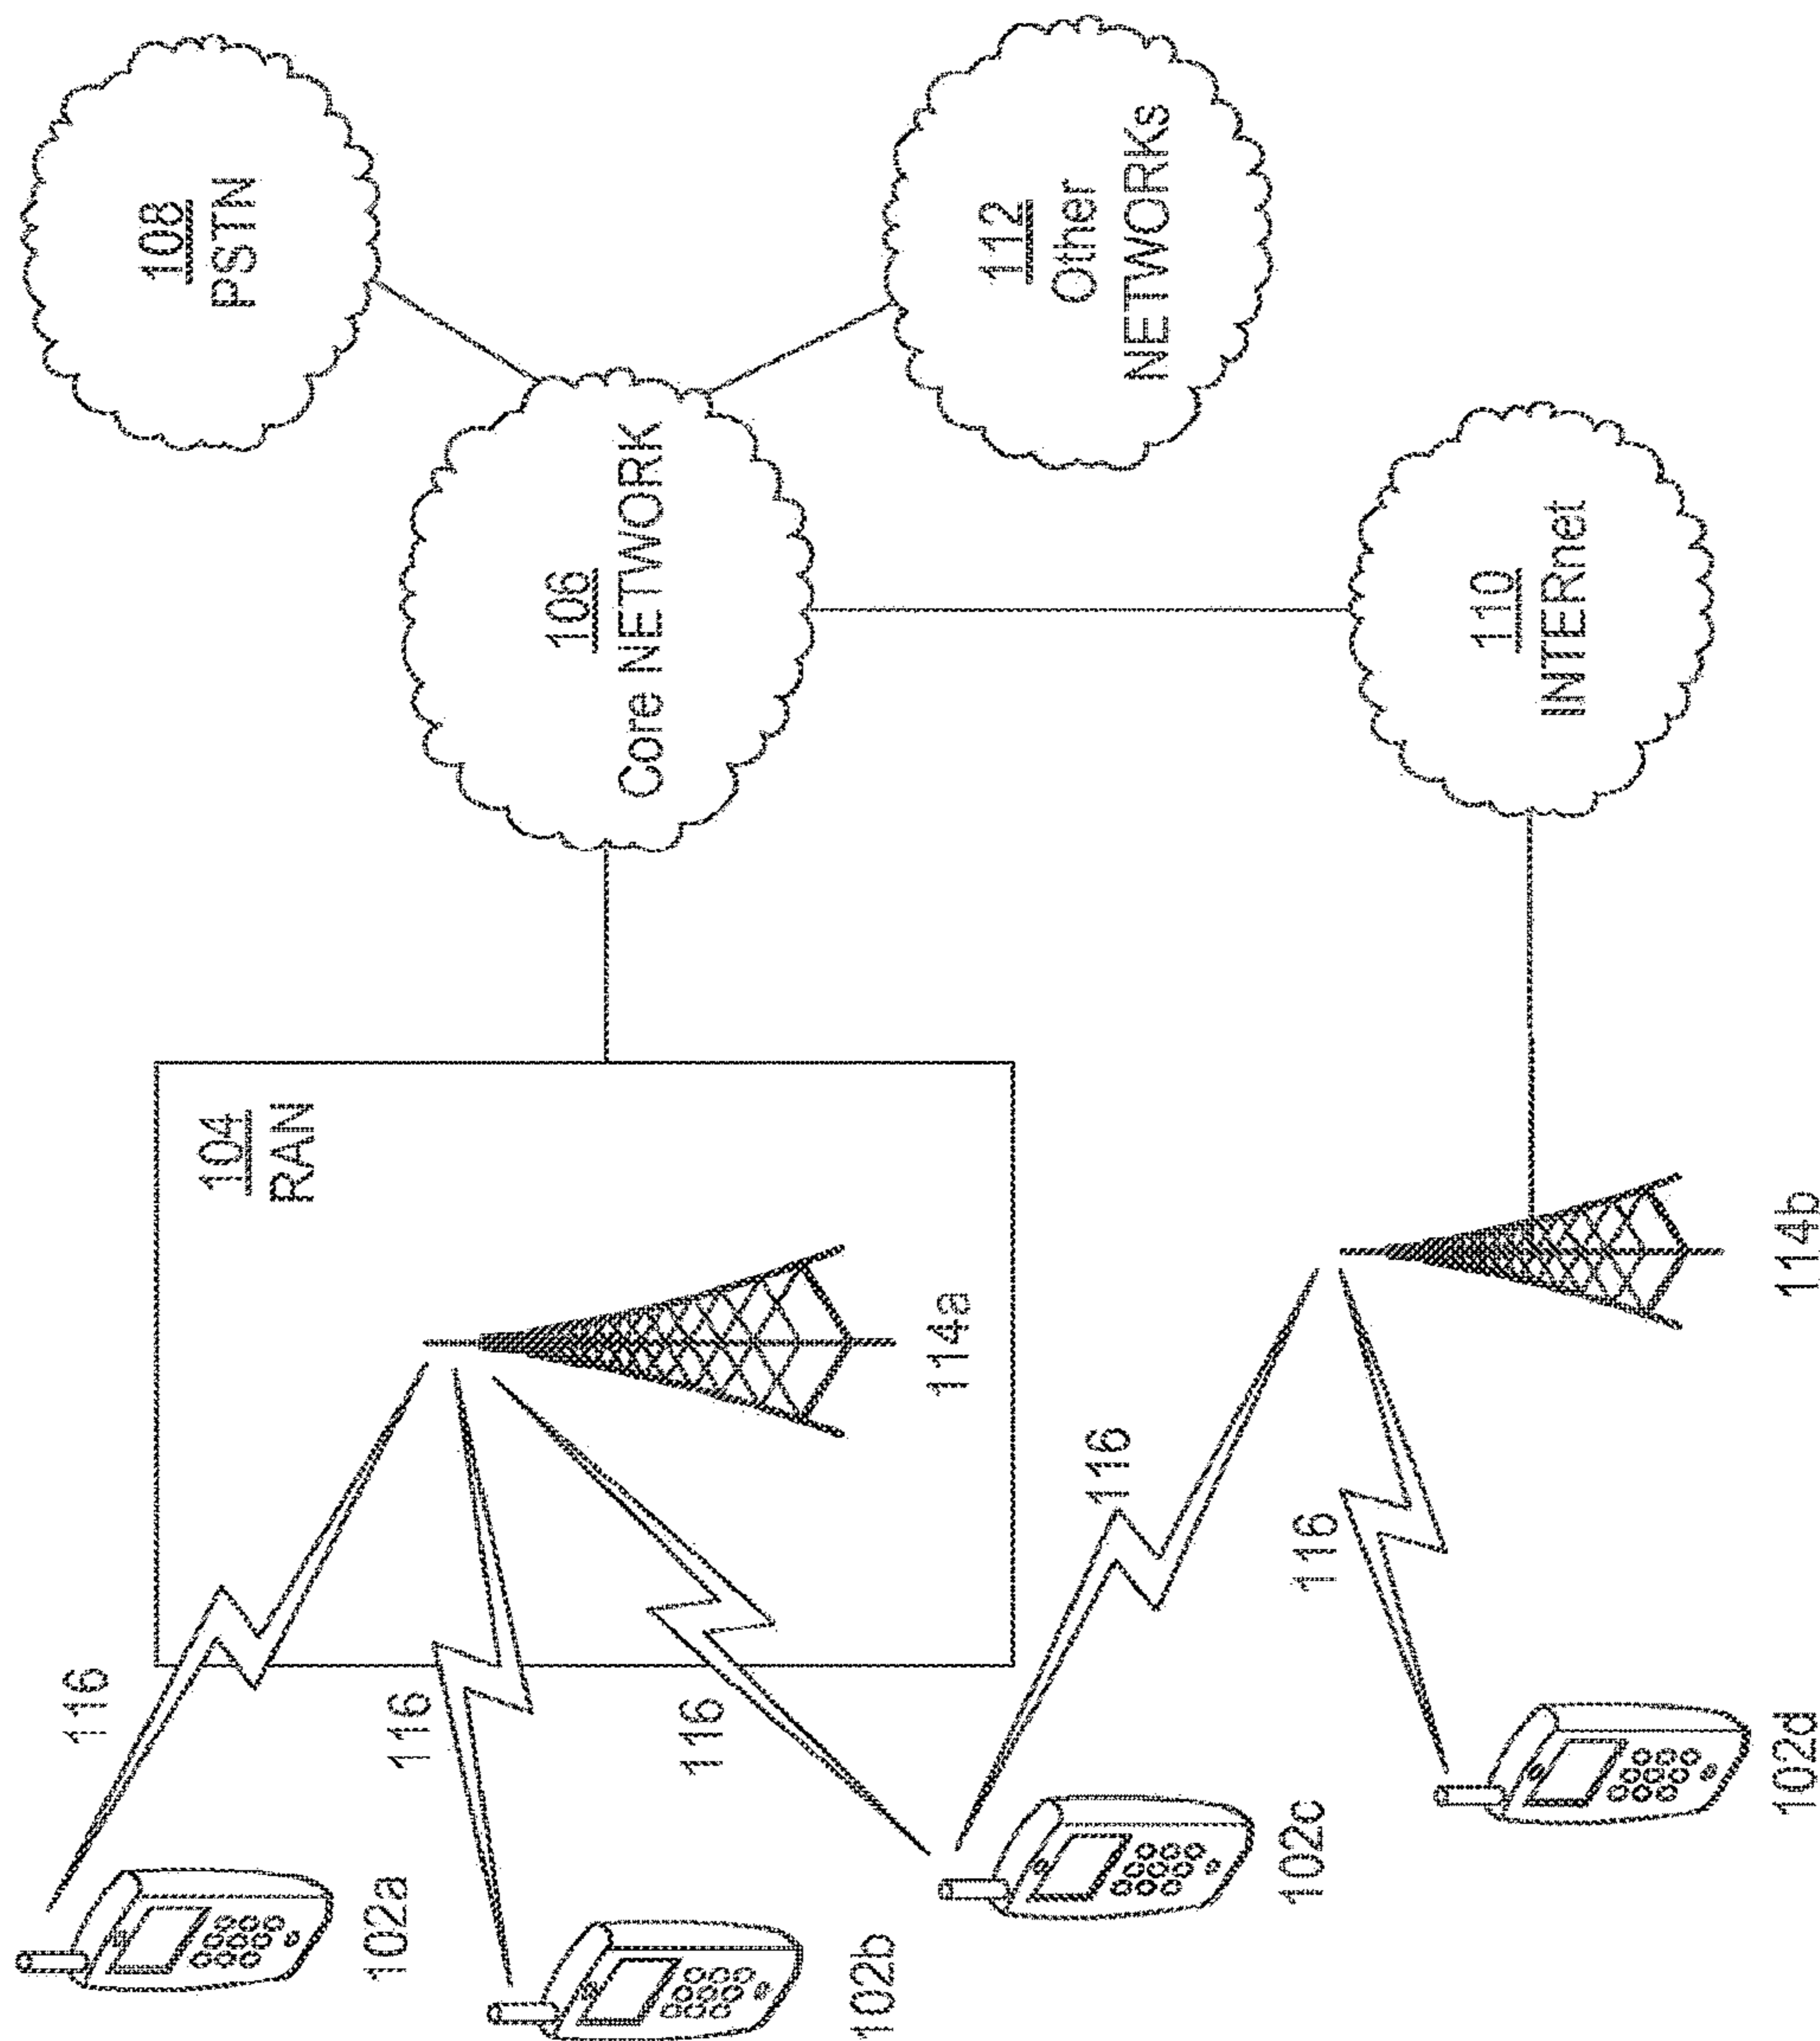 108
PSTN
106
Core NETWORK
112
Other
NETWORKs
104
RAN
110
INTERnet
114a
114b
116
116
116
116
116
102a
102b
102c
102d